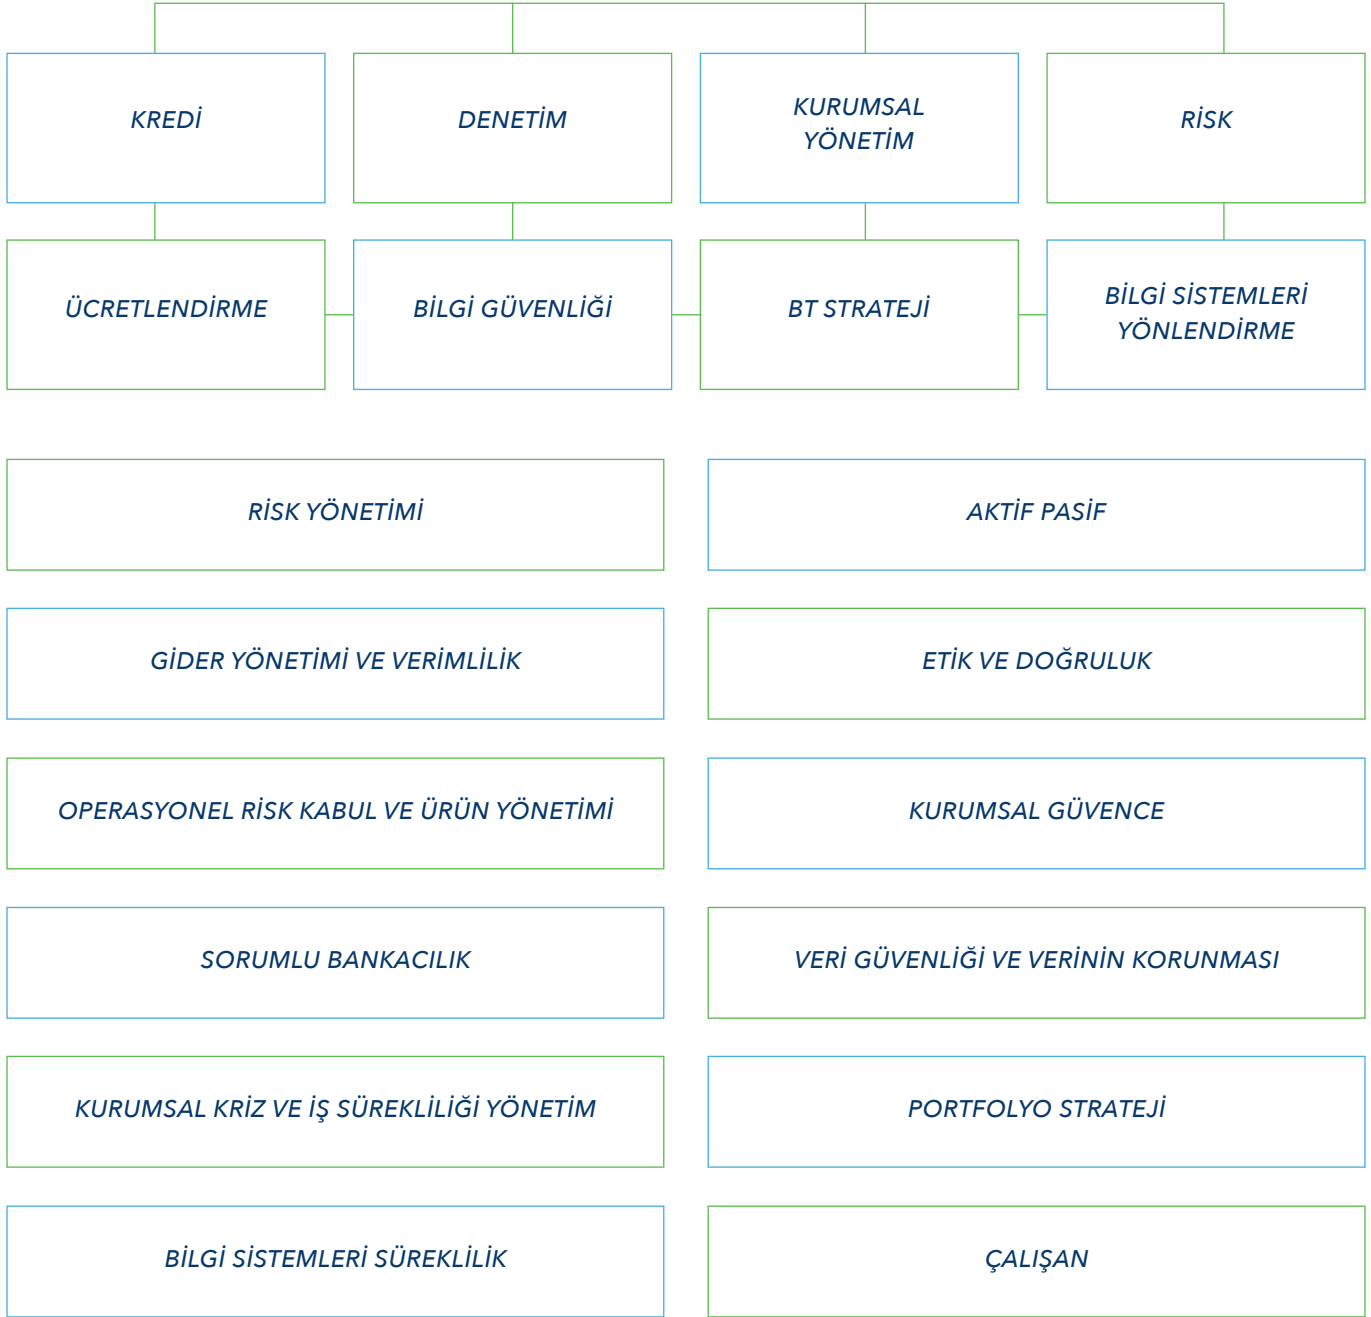 KREDİ
DENETİM
KURUMSAL
YÖNETİM
RİSK
ÜCRETLENDİRME
BİLGİ GÜVENLİĞİ
BT STRATEJİ
BİLGİ SİSTEMLERİ
YÖNLENDİRME
RİSK YÖNETİMİ
AKTİF PASİF
GİDER YÖNETİMİ VE VERİMLİLİK
ETİK VE DOĞRULUK
OPERASYONEL RİSK KABUL VE ÜRÜN YÖNETİMİ
KURUMSAL GÜVENCE
SORUMLU BANKACILIK
VERİ GÜVENLİĞİ VE VERİNİN KORUNMASI
KURUMSAL KRİZ VE İŞ SÜREKLİLİĞİ YÖNETİM
PORTFOLYO STRATEJİ
BİLGİ SİSTEMLERİ SÜREKLİLİK
ÇALIŞAN